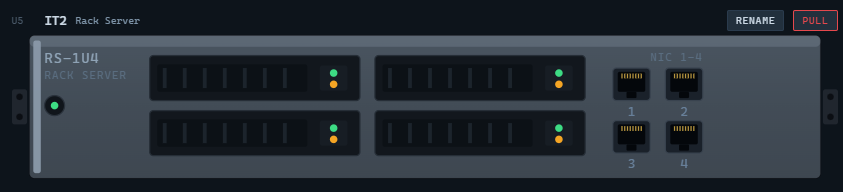 U5 IT2 Rack Server RENAME PULL
RS-1U4 NIC 1-4
RACK SERVER
1 2
3 4